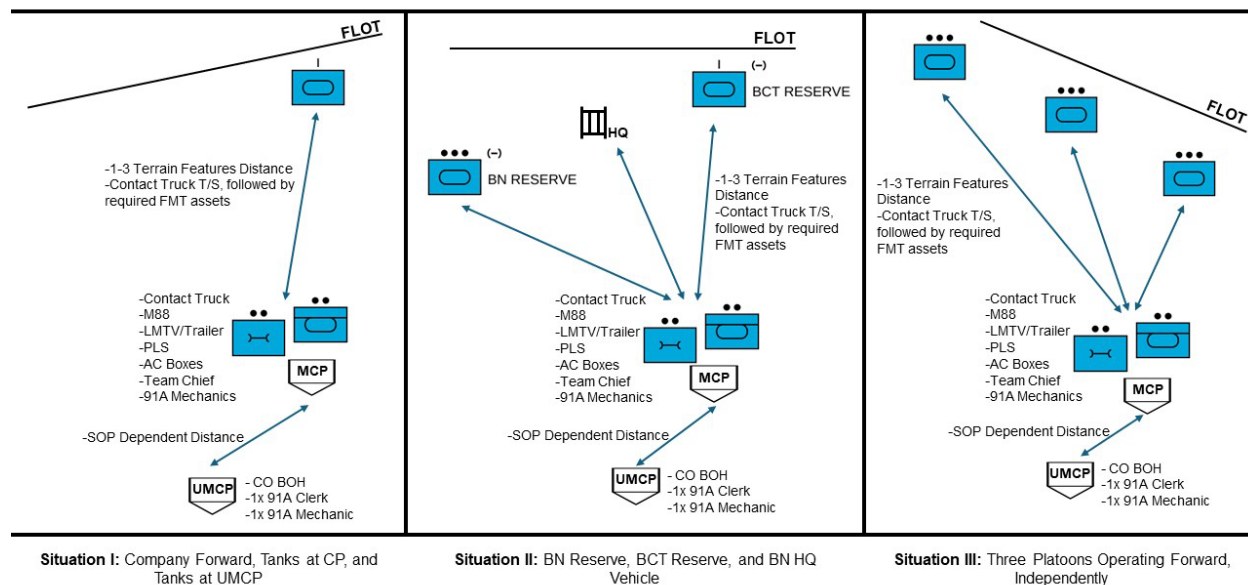 FLOT
I
-1-3 Terrain Features Distance
-Contact Truck T/S, followed by
required FMT assets
-Contact Truck
-M88
-LMTV/Trailer
-PLS
-AC Boxes
-Team Chief
-91A Mechanics
MCP
-SOP Dependent Distance
UMCP
- CO BOH
-1x 91A Clerk
-1x 91A Mechanic
Situation I: Company Forward, Tanks at CP, and
Tanks at UMCP
FLOT
I
(–)
BCT RESERVE
HQ
(–)
BN RESERVE
-1-3 Terrain Features
Distance
-Contact Truck T/S,
followed by required
FMT assets
-Contact Truck
-M88
-LMTV/Trailer
-PLS
-AC Boxes
-Team Chief
-91A Mechanics
MCP
-SOP Dependent Distance
UMCP
- CO BOH
-1x 91A Clerk
-1x 91A Mechanic
Situation II: BN Reserve, BCT Reserve, and BN HQ
Vehicle
FLOT
-1-3 Terrain Features
Distance
-Contact Truck T/S,
followed by required
FMT assets
-Contact Truck
-M88
-LMTV/Trailer
-PLS
-AC Boxes
-Team Chief
-91A Mechanics
MCP
-SOP Dependent Distance
UMCP
- CO BOH
-1x 91A Clerk
-1x 91A Mechanic
Situation III: Three Platoons Operating Forward,
Independently